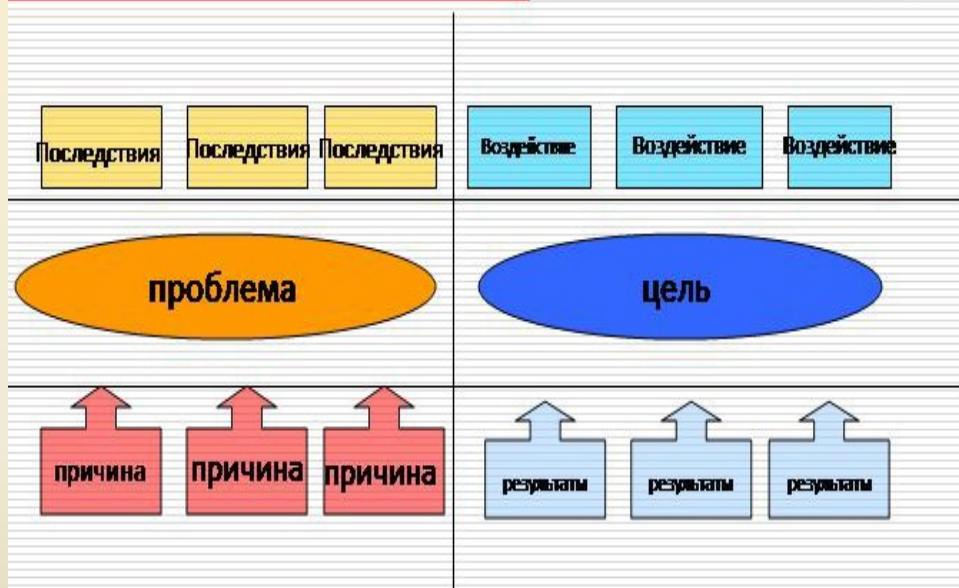 Последствия Последствия Последствия Воздействие Воздействие Воздействие
проблема цель
причина причина причина результаты результаты результаты